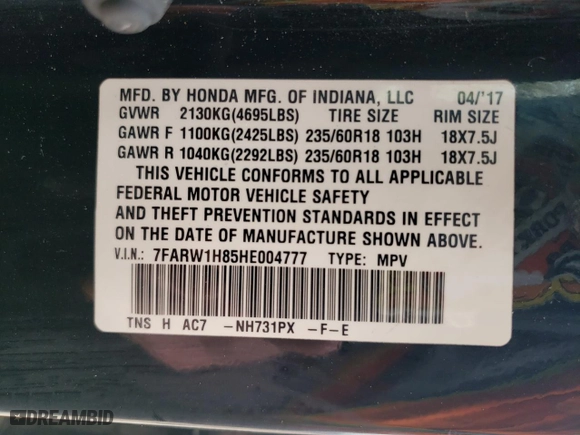 MFD. BY HONDA MFG. OF INDIANA, LLC 04/'17
GVWR 2130KG(4695LBS) TIRE SIZE RIM SIZE
GAWR F 1100KG(2425LBS) 235/60R18 103H 18X7.5J
GAWR R 1040KG(2292LBS) 235/60R18 103H 18X7.5J
THIS VEHICLE CONFORMS TO ALL APPLICABLE
FEDERAL MOTOR VEHICLE SAFETY
AND THEFT PREVENTION STANDARDS IN EFFECT
ON THE DATE OF MANUFACTURE SHOWN ABOVE.
V.I.N.: 7FARW1H85HE004777 TYPE: MPV
TNS H AC7 -NH731PX -F-E
DREAMBID